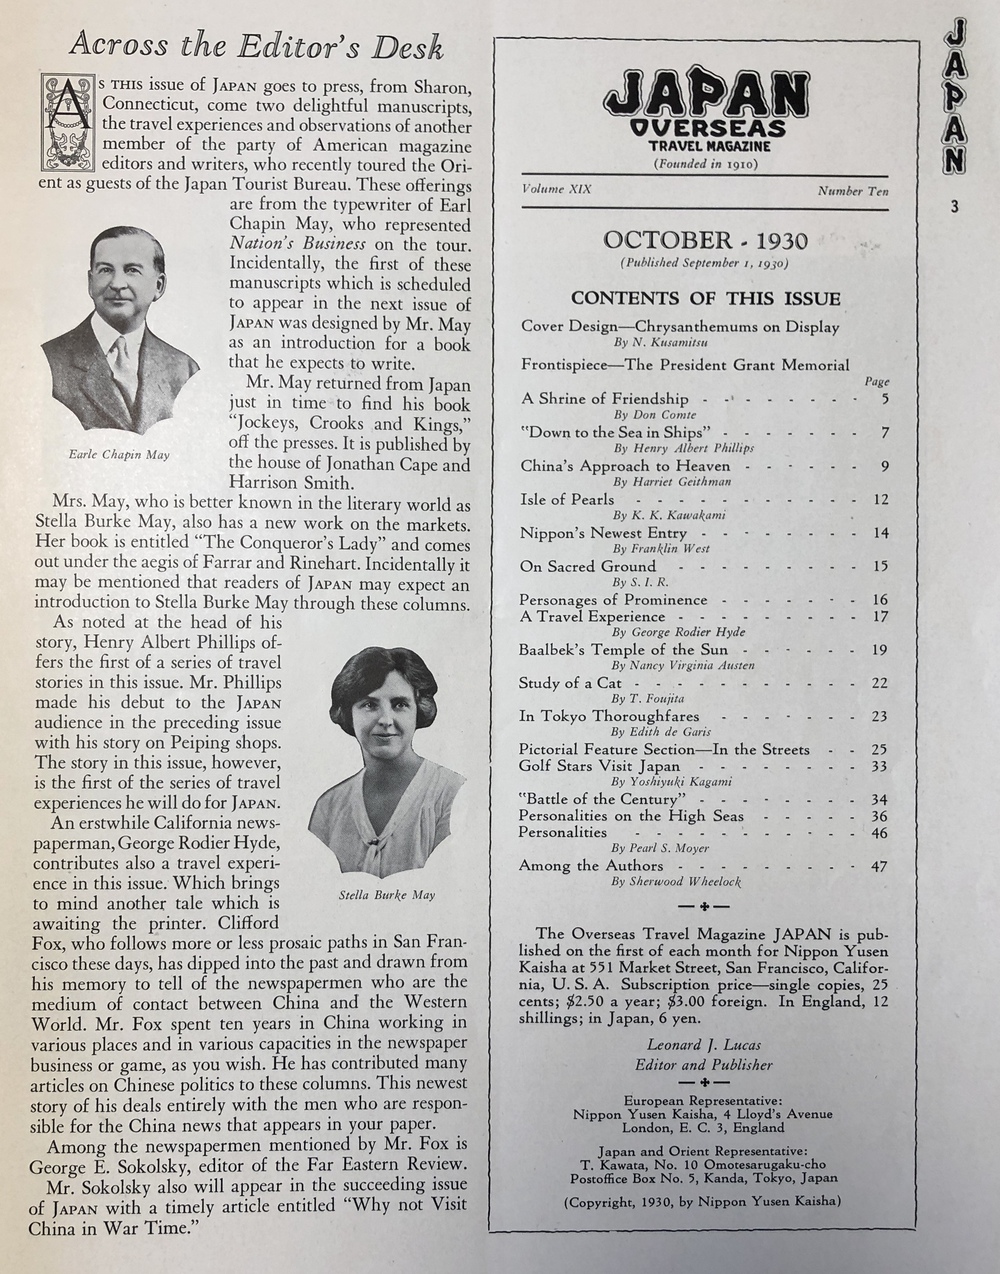 Across the Editor's Desk
AS THIS issue of JAPAN goes to press, from Sharon,
Connecticut, come two delightful manuscripts,
the travel experiences and observations of another
member of the party of American magazine
editors and writers, who recently toured the Ori-
ent as guests of the Japan Tourist Bureau. These offerings
are from the typewriter of Earl
Chapin May, who represented
Nation's Business on the tour.
Incidentally, the first of these
manuscripts which is scheduled
to appear in the next issue of
JAPAN was designed by Mr. May
as an introduction for a book
that he expects to write.
Mr. May returned from Japan
just in time to find his book
"Jockeys, Crooks and Kings,"
off the presses. It is published by
the house of Jonathan Cape and
Harrison Smith.
Earle Chapin May
Mrs. May, who is better known in the literary world as
Stella Burke May, also has a new work on the markets.
Her book is entitled "The Conqueror's Lady" and comes
out under the aegis of Farrar and Rinehart. Incidentally it
may be mentioned that readers of JAPAN may expect an
introduction to Stella Burke May through these columns.
As noted at the head of his
story, Henry Albert Phillips of-
fers the first of a series of travel
stories in this issue. Mr. Phillips
made his debut to the JAPAN
audience in the preceding issue
with his story on Peiping shops.
The story in this issue, however,
is the first of the series of travel
experiences he will do for JAPAN.
An erstwhile California news-
paperman, George Rodier Hyde,
contributes also a travel experi-
ence in this issue. Which brings
to mind another tale which is
awaiting the printer. Clifford
Stella Burke May
Fox, who follows more or less prosaic paths in San Fran-
cisco these days, has dipped into the past and drawn from
his memory to tell of the newspapermen who are the
medium of contact between China and the Western
World. Mr. Fox spent ten years in China working in
various places and in various capacities in the newspaper
business or game, as you wish. He has contributed many
articles on Chinese politics to these columns. This newest
story of his deals entirely with the men who are respon-
sible for the China news that appears in your paper.
Among the newspapermen mentioned by Mr. Fox is
George E. Sokolsky, editor of the Far Eastern Review.
Mr. Sokolsky also will appear in the succeeding issue
of JAPAN with a timely article entitled "Why not Visit
China in War Time."
JAPAN
OVERSEAS
TRAVEL MAGAZINE
(Founded in 1910)
Volume XIX Number Ten
OCTOBER - 1930
(Published September 1, 1930)
CONTENTS OF THIS ISSUE
Cover Design—Chrysanthemums on Display
By N. Kusamitsu
Frontispiece—The President Grant Memorial
Page
A Shrine of Friendship - - - - - - - - 5
By Don Comte
"Down to the Sea in Ships" - - - - - - - 7
By Henry Albert Phillips
China's Approach to Heaven - - - - - - 9
By Harriet Geithman
Isle of Pearls - - - - - - - - - - - 12
By K. K. Kawakami
Nippon's Newest Entry - - - - - - - - 14
By Franklin West
On Sacred Ground - - - - - - - - - 15
By S. I. R.
Personages of Prominence - - - - - - - 16
A Travel Experience - - - - - - - - - 17
By George Rodier Hyde
Baalbek's Temple of the Sun - - - - - - 19
By Nancy Virginia Austen
Study of a Cat - - - - - - - - - - - 22
By T. Foujita
In Tokyo Thoroughfares - - - - - - - 23
By Edith de Garis
Pictorial Feature Section—In the Streets - - 25
Golf Stars Visit Japan - - - - - - - - 33
By Yoshiyuki Kagami
"Battle of the Century" - - - - - - - - 34
Personalities on the High Seas - - - - - - 36
Personalities - - - - - - - - - - - 46
By Pearl S. Moyer
Among the Authors - - - - - - - - - 47
By Sherwood Wheelock
The Overseas Travel Magazine JAPAN is pub-
lished on the first of each month for Nippon Yusen
Kaisha at 551 Market Street, San Francisco, Califor-
nia, U. S. A. Subscription price—single copies, 25
cents; $2.50 a year; $3.00 foreign. In England, 12
shillings; in Japan, 6 yen.
Leonard J. Lucas
Editor and Publisher
European Representative:
Nippon Yusen Kaisha, 4 Lloyd's Avenue
London, E. C. 3, England
Japan and Orient Representative:
T. Kawata, No. 10 Omotesarugaku-cho
Postoffice Box No. 5, Kanda, Tokyo, Japan
(Copyright, 1930, by Nippon Yusen Kaisha)
JAPAN
3